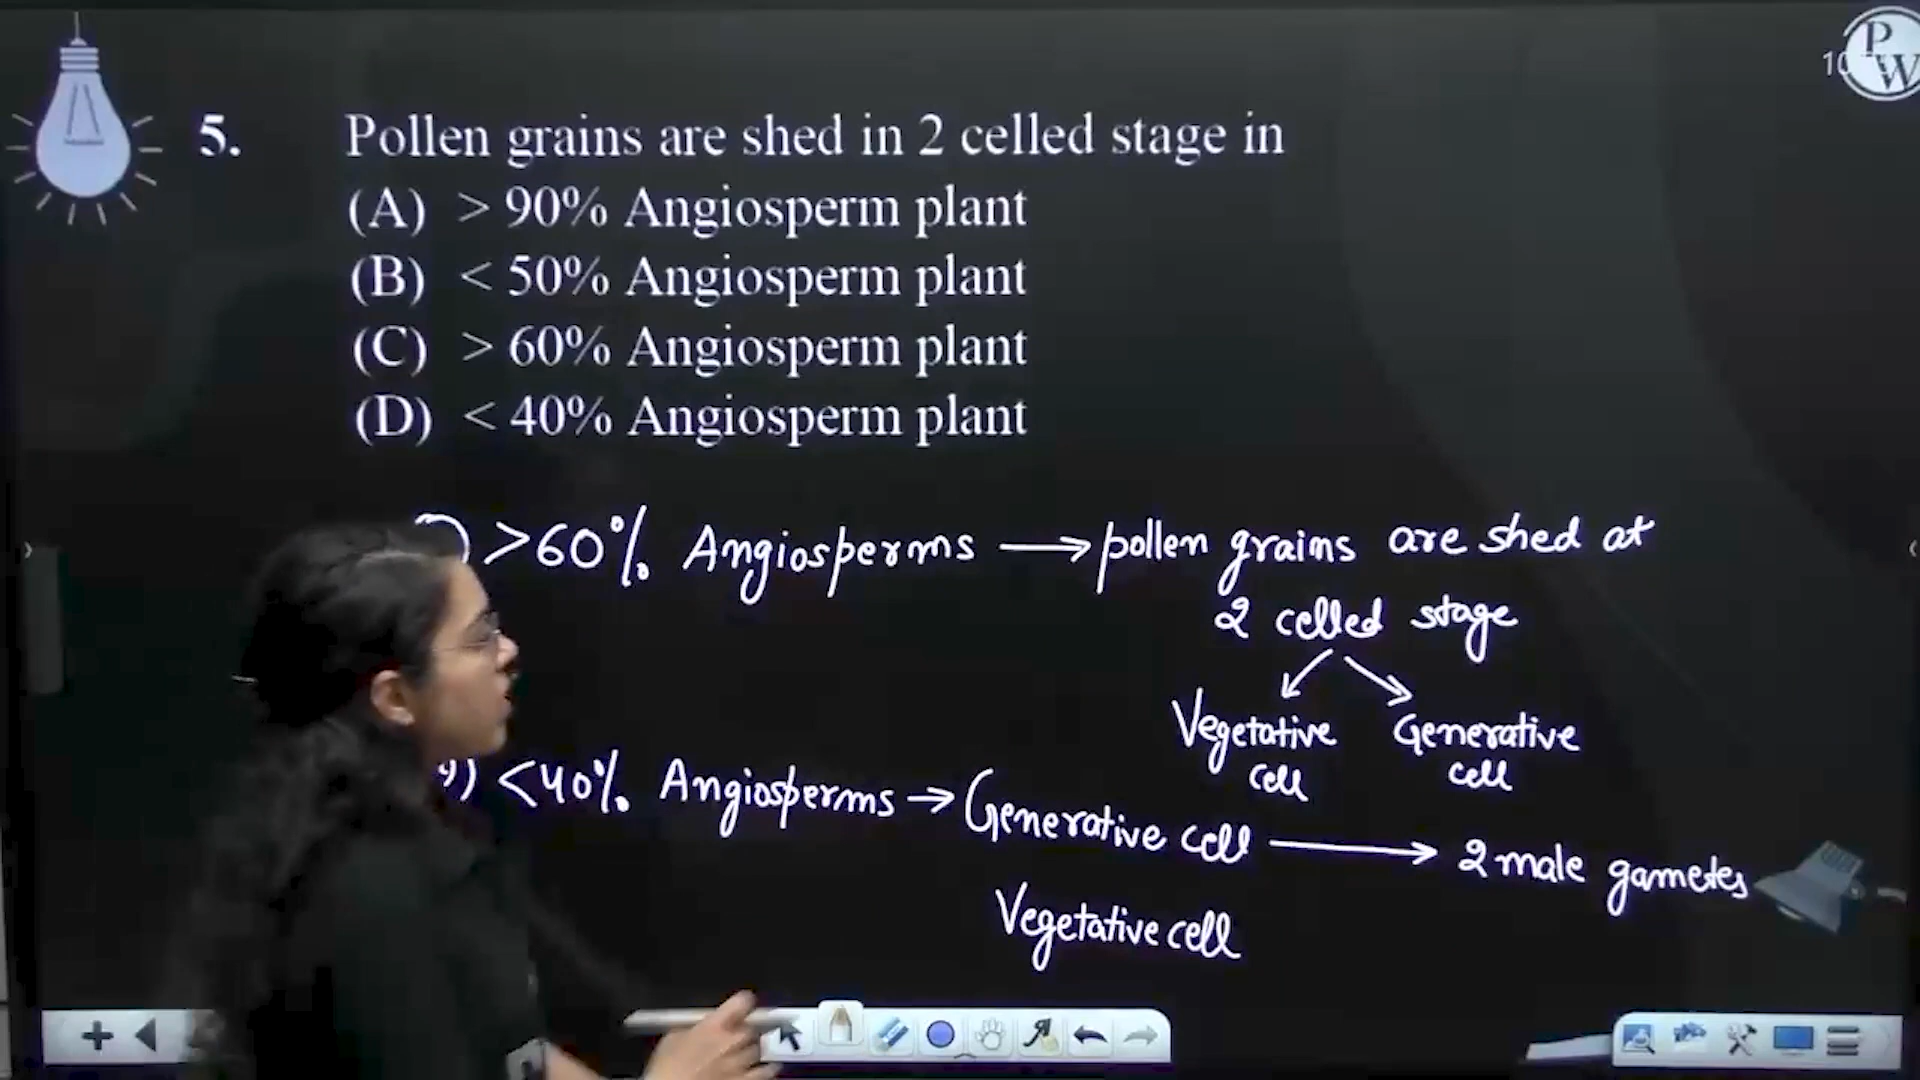 PW
10
5. Pollen grains are shed in 2 celled stage in
(A) > 90% Angiosperm plant
(B) < 50% Angiosperm plant
(C) > 60% Angiosperm plant
(D) < 40% Angiosperm plant
) >60% Angiosperms → pollen grains are shed at
2 celled stage
Vegetative cell
Generative cell
) <40% Angiosperms → Generative cell → 2 male gametes
Vegetative cell